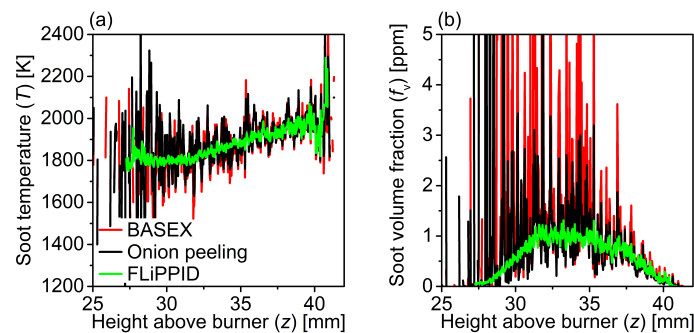 (a)
2400
2200
2000
1800
1600
1400
1200
Soot temperature (T) [K]
BASEX
Onion peeling
FLiPPID
25 30 35 40
Height above burner (z) [mm]
(b)
5
4
3
2
1
0
Soot volume fraction (fᵥ) [ppm]
25 30 35 40
Height above burner (z) [mm]